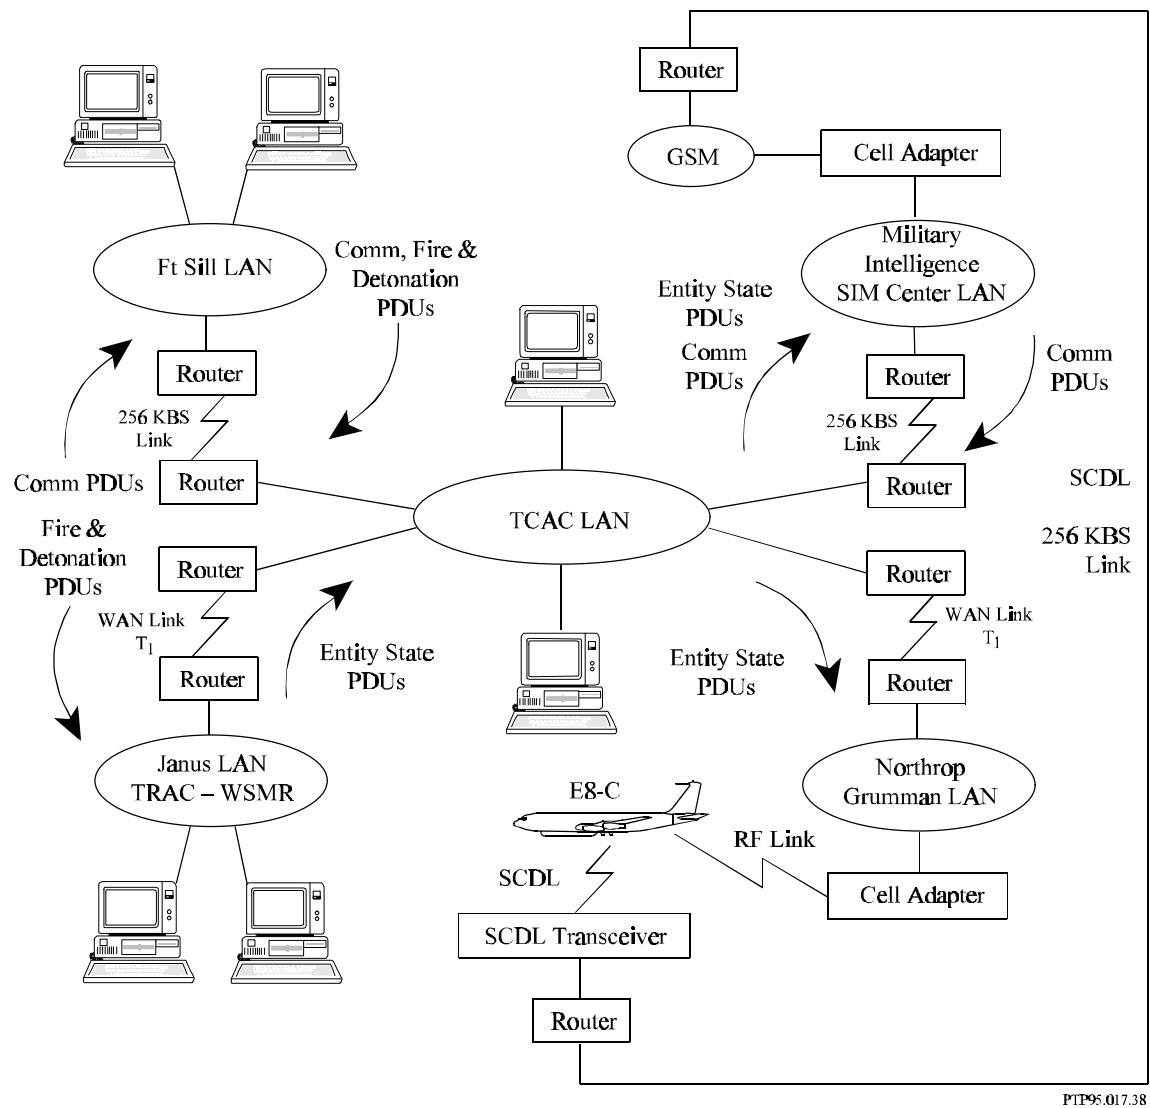 Router
GSM
Cell Adapter
Ft Sill LAN
Comm, Fire &
Detonation
PDUs
Military
Intelligence
SIM Center LAN
Entity State
PDUs
Comm
PDUs
Comm
PDUs
Router
256 KBS
Link
Router
Comm PDUs
Router
256 KBS
Link
Router
SCDL
256 KBS
Link
TCAC LAN
Fire &
Detonation
PDUs
Router
WAN Link
T1
Router
Entity State
PDUs
Entity State
PDUs
Router
WAN Link
T1
Router
Janus LAN
TRAC – WSMR
Northrop
Grumman LAN
E8-C
RF Link
SCDL
Cell Adapter
SCDL Transceiver
Router
PTP95.017.38